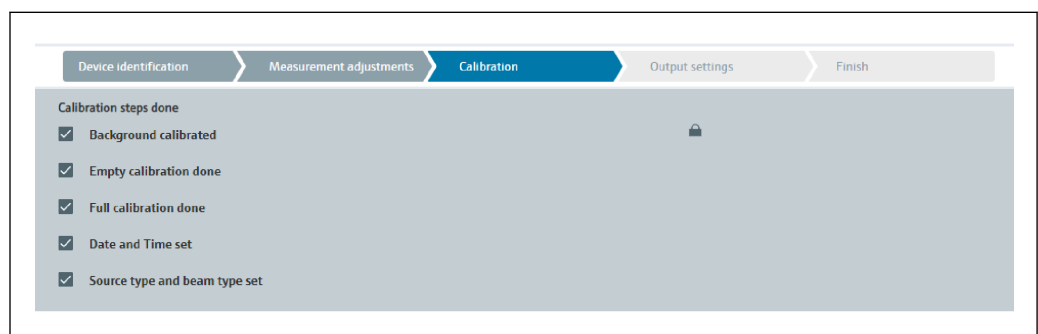 Device identification
Measurement adjustments
Calibration
Output settings
Finish
Calibration steps done
Background calibrated
Empty calibration done
Full calibration done
Date and Time set
Source type and beam type set